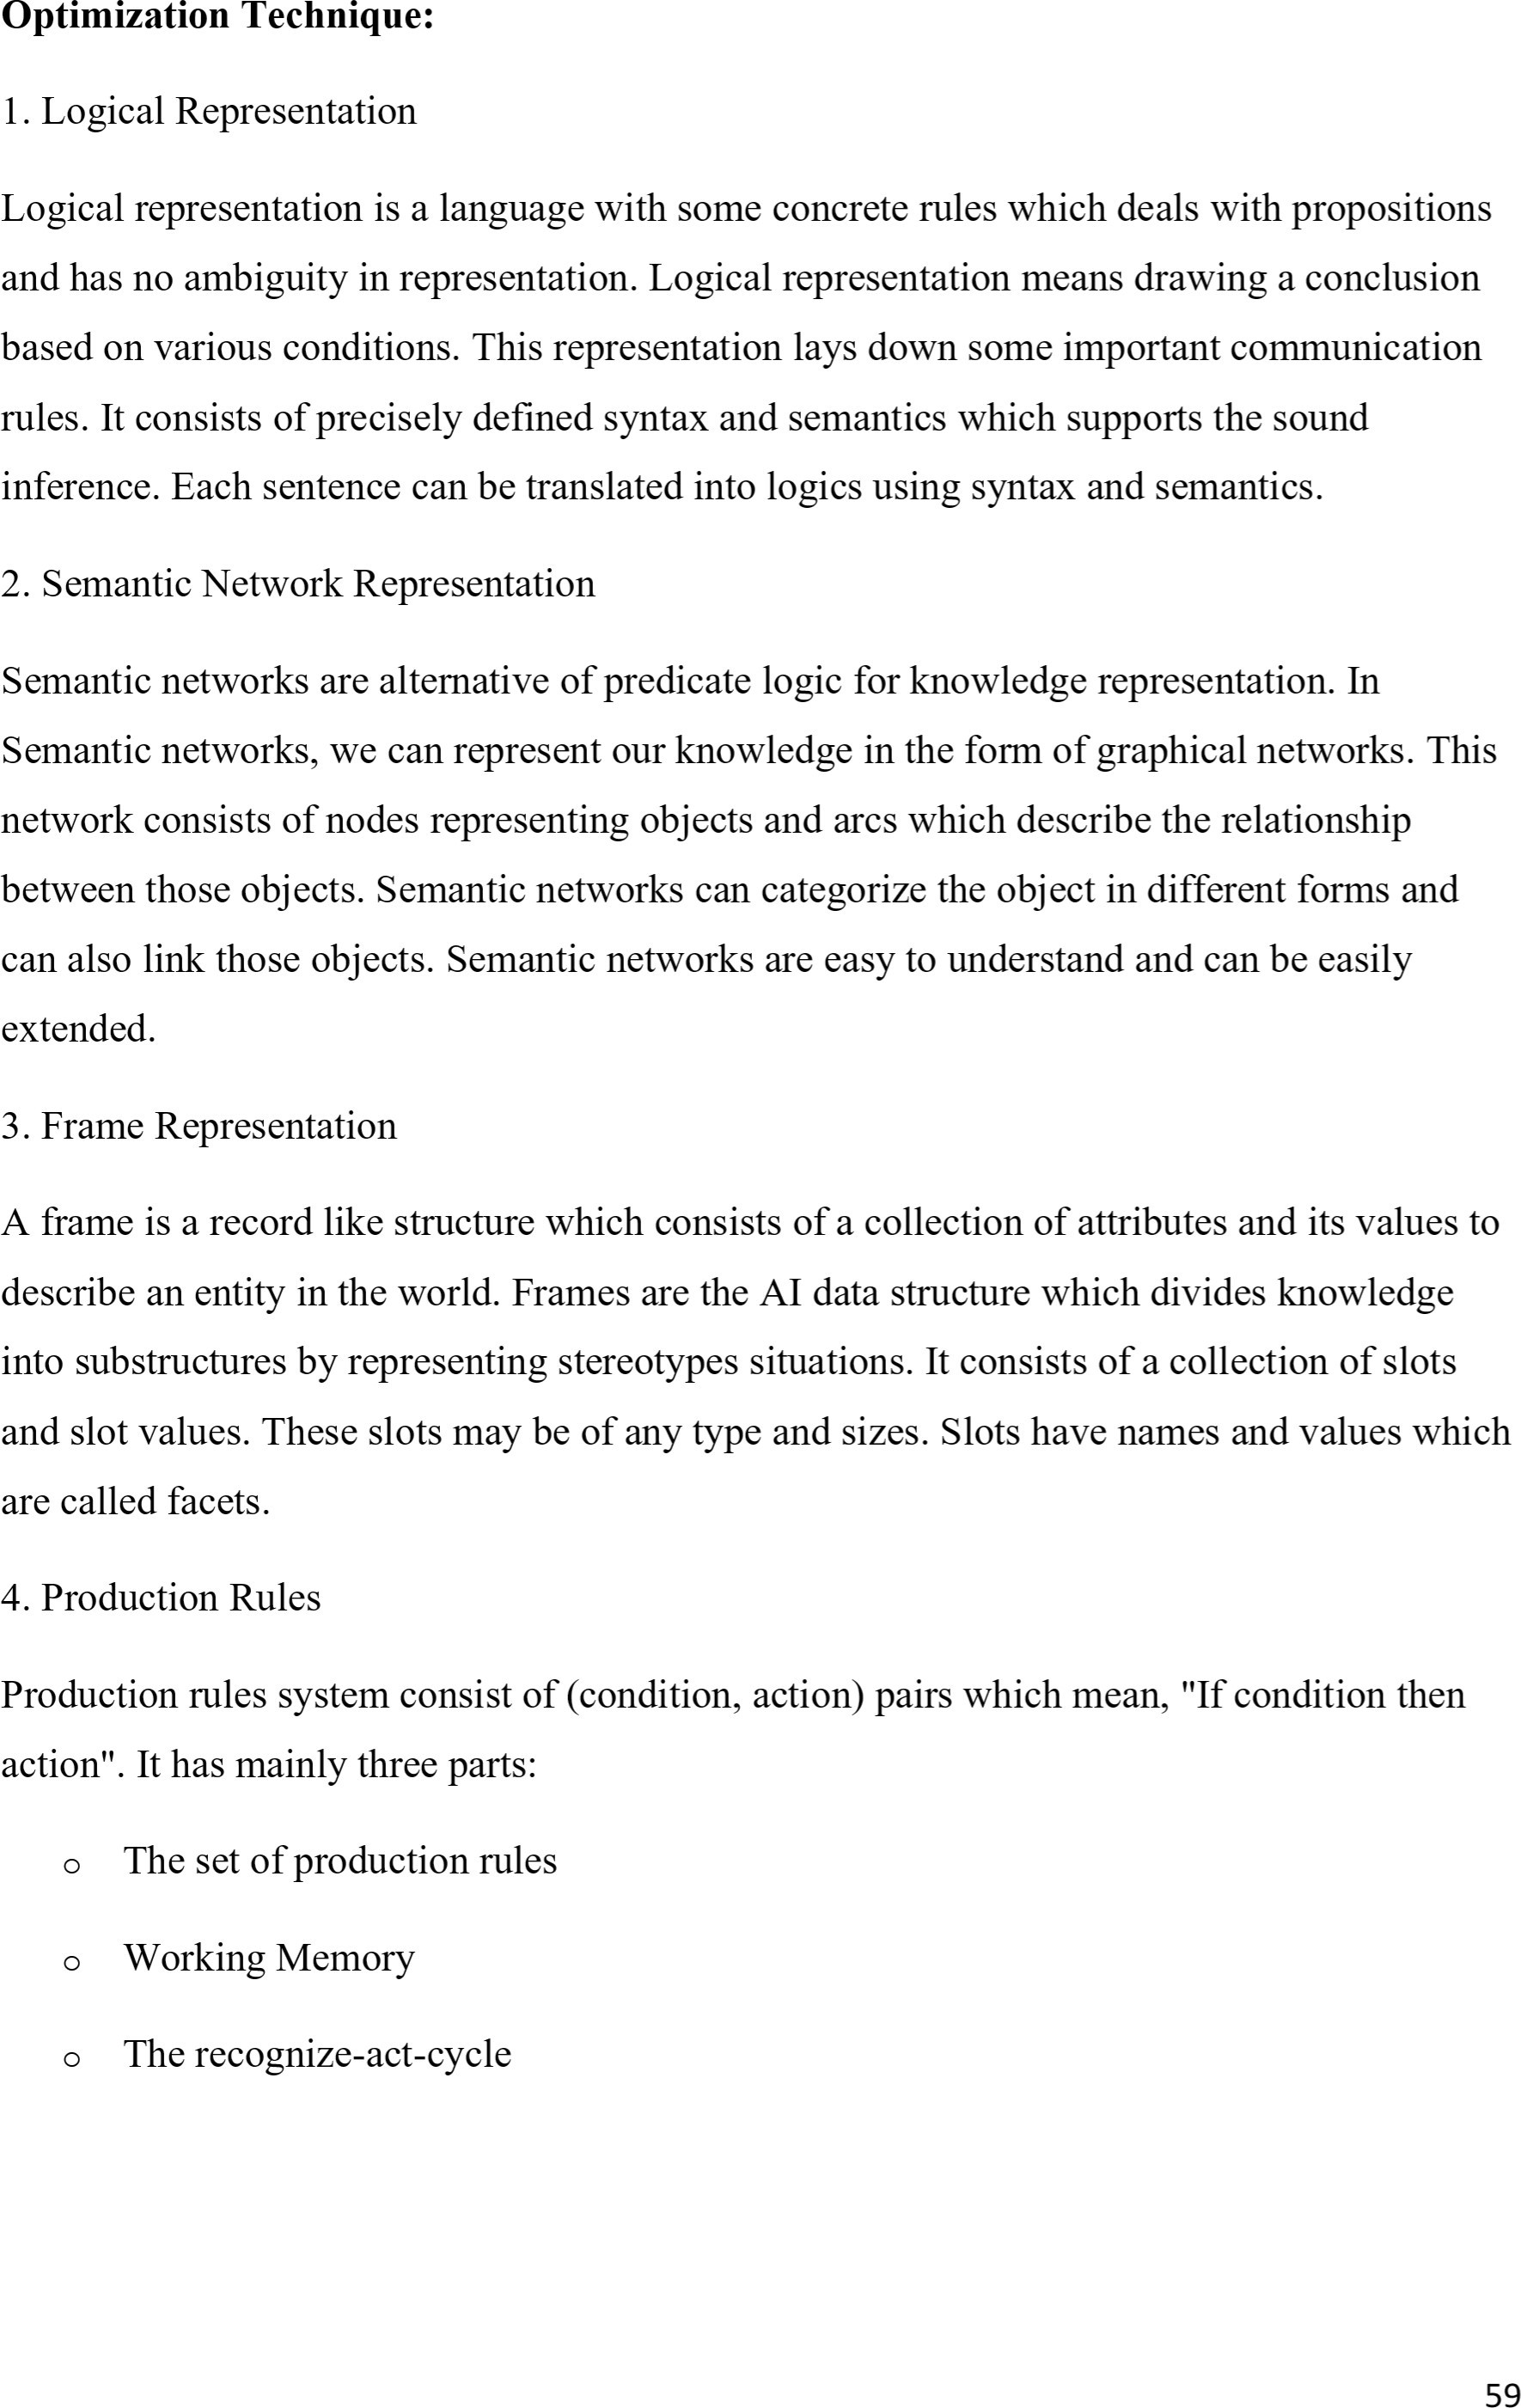 Optimization Technique:
1. Logical Representation
Logical representation is a language with some concrete rules which deals with propositions
and has no ambiguity in representation. Logical representation means drawing a conclusion
based on various conditions. This representation lays down some important communication
rules. It consists of precisely defined syntax and semantics which supports the sound
inference. Each sentence can be translated into logics using syntax and semantics.
2. Semantic Network Representation
Semantic networks are alternative of predicate logic for knowledge representation. In
Semantic networks, we can represent our knowledge in the form of graphical networks. This
network consists of nodes representing objects and arcs which describe the relationship
between those objects. Semantic networks can categorize the object in different forms and
can also link those objects. Semantic networks are easy to understand and can be easily
extended.
3. Frame Representation
A frame is a record like structure which consists of a collection of attributes and its values to
describe an entity in the world. Frames are the AI data structure which divides knowledge
into substructures by representing stereotypes situations. It consists of a collection of slots
and slot values. These slots may be of any type and sizes. Slots have names and values which
are called facets.
4. Production Rules
Production rules system consist of (condition, action) pairs which mean, "If condition then
action". It has mainly three parts:
o The set of production rules
o Working Memory
o The recognize-act-cycle
59